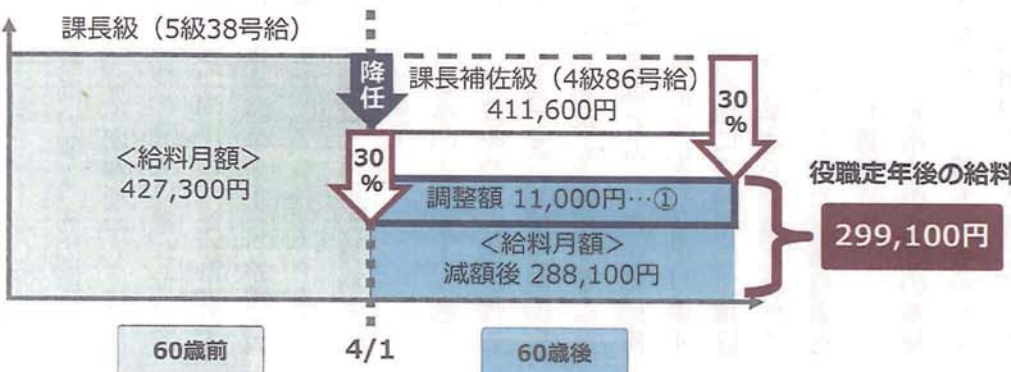 課長級（5級38号給）
降任
課長補佐級（4級86号給）
411,600円
30%
＜給料月額＞
427,300円
30%
調整額 11,000円…①
＜給料月額＞
減額後 288,100円
役職定年後の給料
299,100円
60歳前
4/1
60歳後